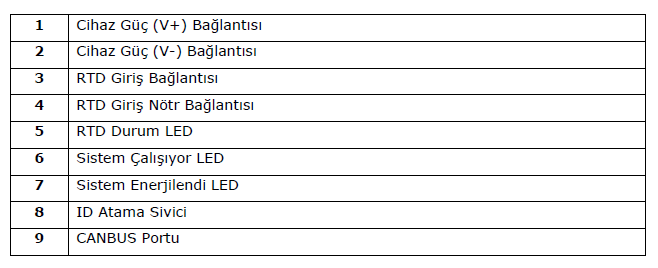 1 Cihaz Güç (V+) Bağlantısı
2 Cihaz Güç (V-) Bağlantısı
3 RTD Giriş Bağlantısı
4 RTD Giriş Nötr Bağlantısı
5 RTD Durum LED
6 Sistem Çalışıyor LED
7 Sistem Enerjilendi LED
8 ID Atama Sivici
9 CANBUS Portu